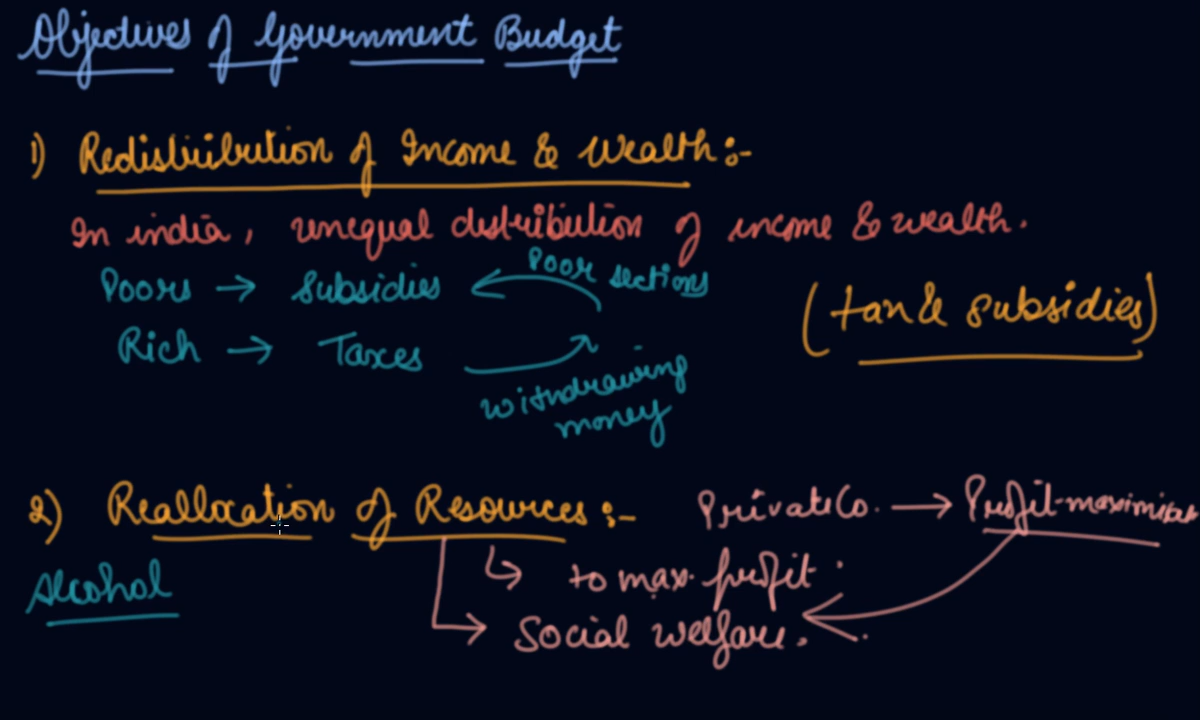 Objectives of Government Budget
1) Redistribution of Income & Wealth :-
In india, unequal distribution of income & wealth.
Poors → Subsidies
Poor sections
(tax & subsidies)
Rich → Taxes
withdrawing
money
2) Reallocation of Resources :-
Private Co. → Profit-maximisat
Alcohol
to max. profit.
Social welfare.